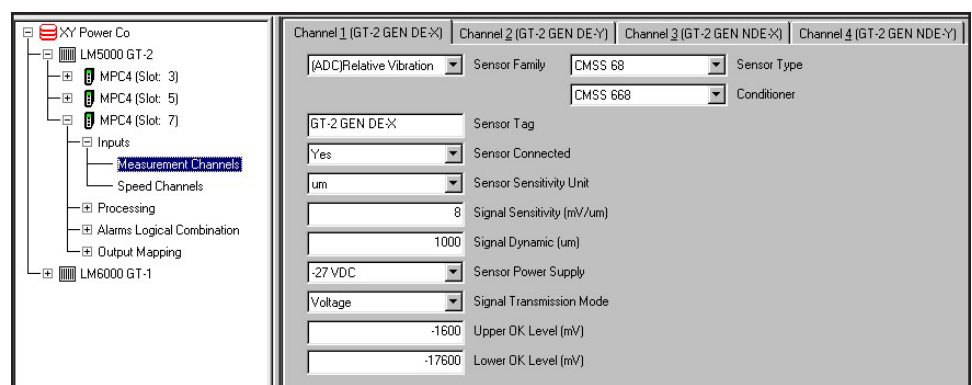 XY Power Co
LM5000 GT-2
MPC4 (Slot: 3)
MPC4 (Slot: 5)
MPC4 (Slot: 7)
Inputs
Measurement Channels
Speed Channels
Processing
Alarms Logical Combination
Output Mapping
LM6000 GT-1
Channel 1 (GT-2 GEN DE-X) Channel 2 (GT-2 GEN DE-Y) Channel 3 (GT-2 GEN NDE-X) Channel 4 (GT-2 GEN NDE-Y)
(ADC)Relative Vibration Sensor Family CMSS 68 Sensor Type
CMSS 668 Conditioner
GT-2 GEN DE-X Sensor Tag
Yes Sensor Connected
um Sensor Sensitivity Unit
8 Signal Sensitivity (mV/um)
1000 Signal Dynamic (um)
-27 VDC Sensor Power Supply
Voltage Signal Transmission Mode
-1600 Upper OK Level (mV)
-17600 Lower OK Level (mV)